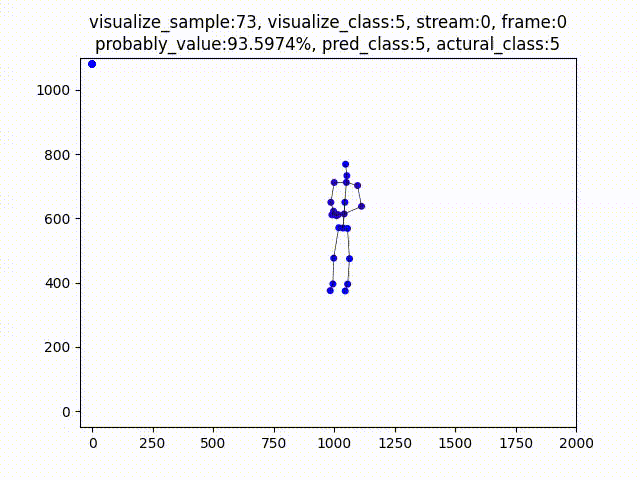 visualize_sample:73, visualize_class:5, stream:0, frame:0
probably_value:93.5974%, pred_class:5, actural_class:5
1000
800
600
400
200
0
0 250 500 750 1000 1250 1500 1750 2000